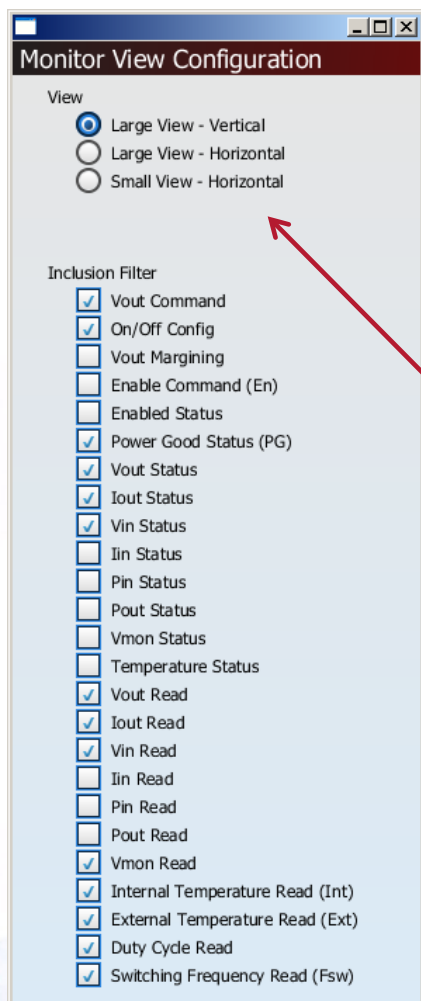 Monitor View Configuration
View
Large View - Vertical
Large View - Horizontal
Small View - Horizontal
Inclusion Filter
Vout Command
On/Off Config
Vout Margining
Enable Command (En)
Enabled Status
Power Good Status (PG)
Vout Status
Iout Status
Vin Status
Iin Status
Pin Status
Pout Status
Vmon Status
Temperature Status
Vout Read
Iout Read
Vin Read
Iin Read
Pin Read
Pout Read
Vmon Read
Internal Temperature Read (Int)
External Temperature Read (Ext)
Duty Cycle Read
Switching Frequency Read (Fsw)